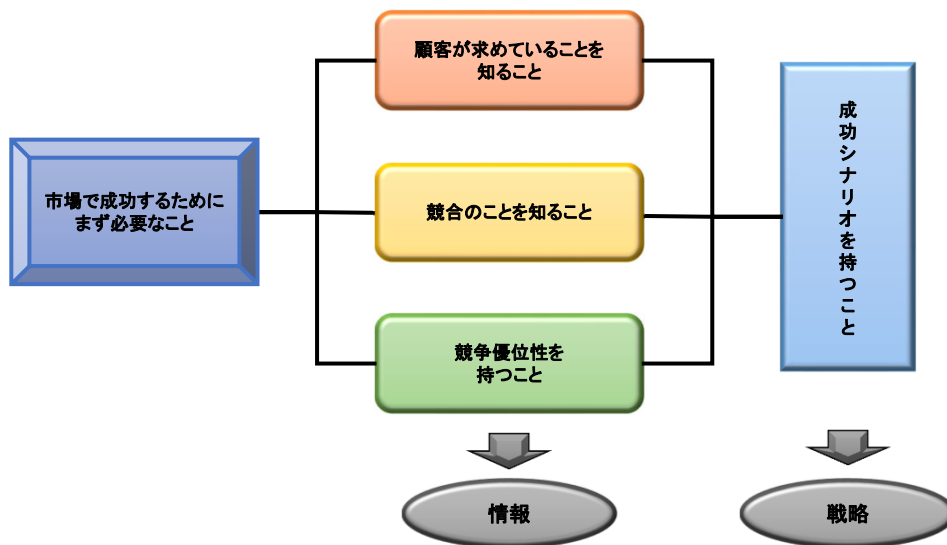 市場で成功するために
まず必要なこと
顧客が求めていることを
知ること
競合のことを知ること
競争優位性を
持つこと
成功シナリオを持つこと
情報
戦略